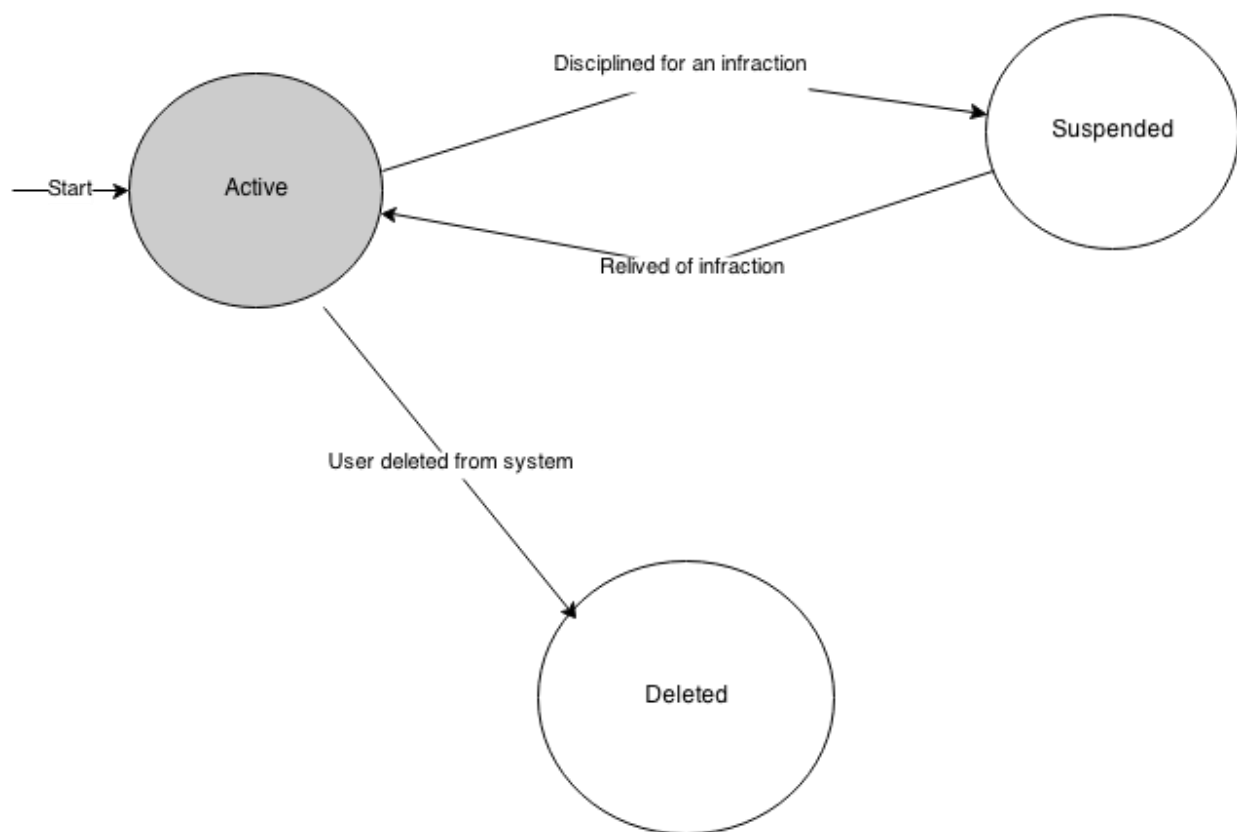 Disciplined for an infraction
Suspended
Start
Active
Relived of infraction
User deleted from system
Deleted